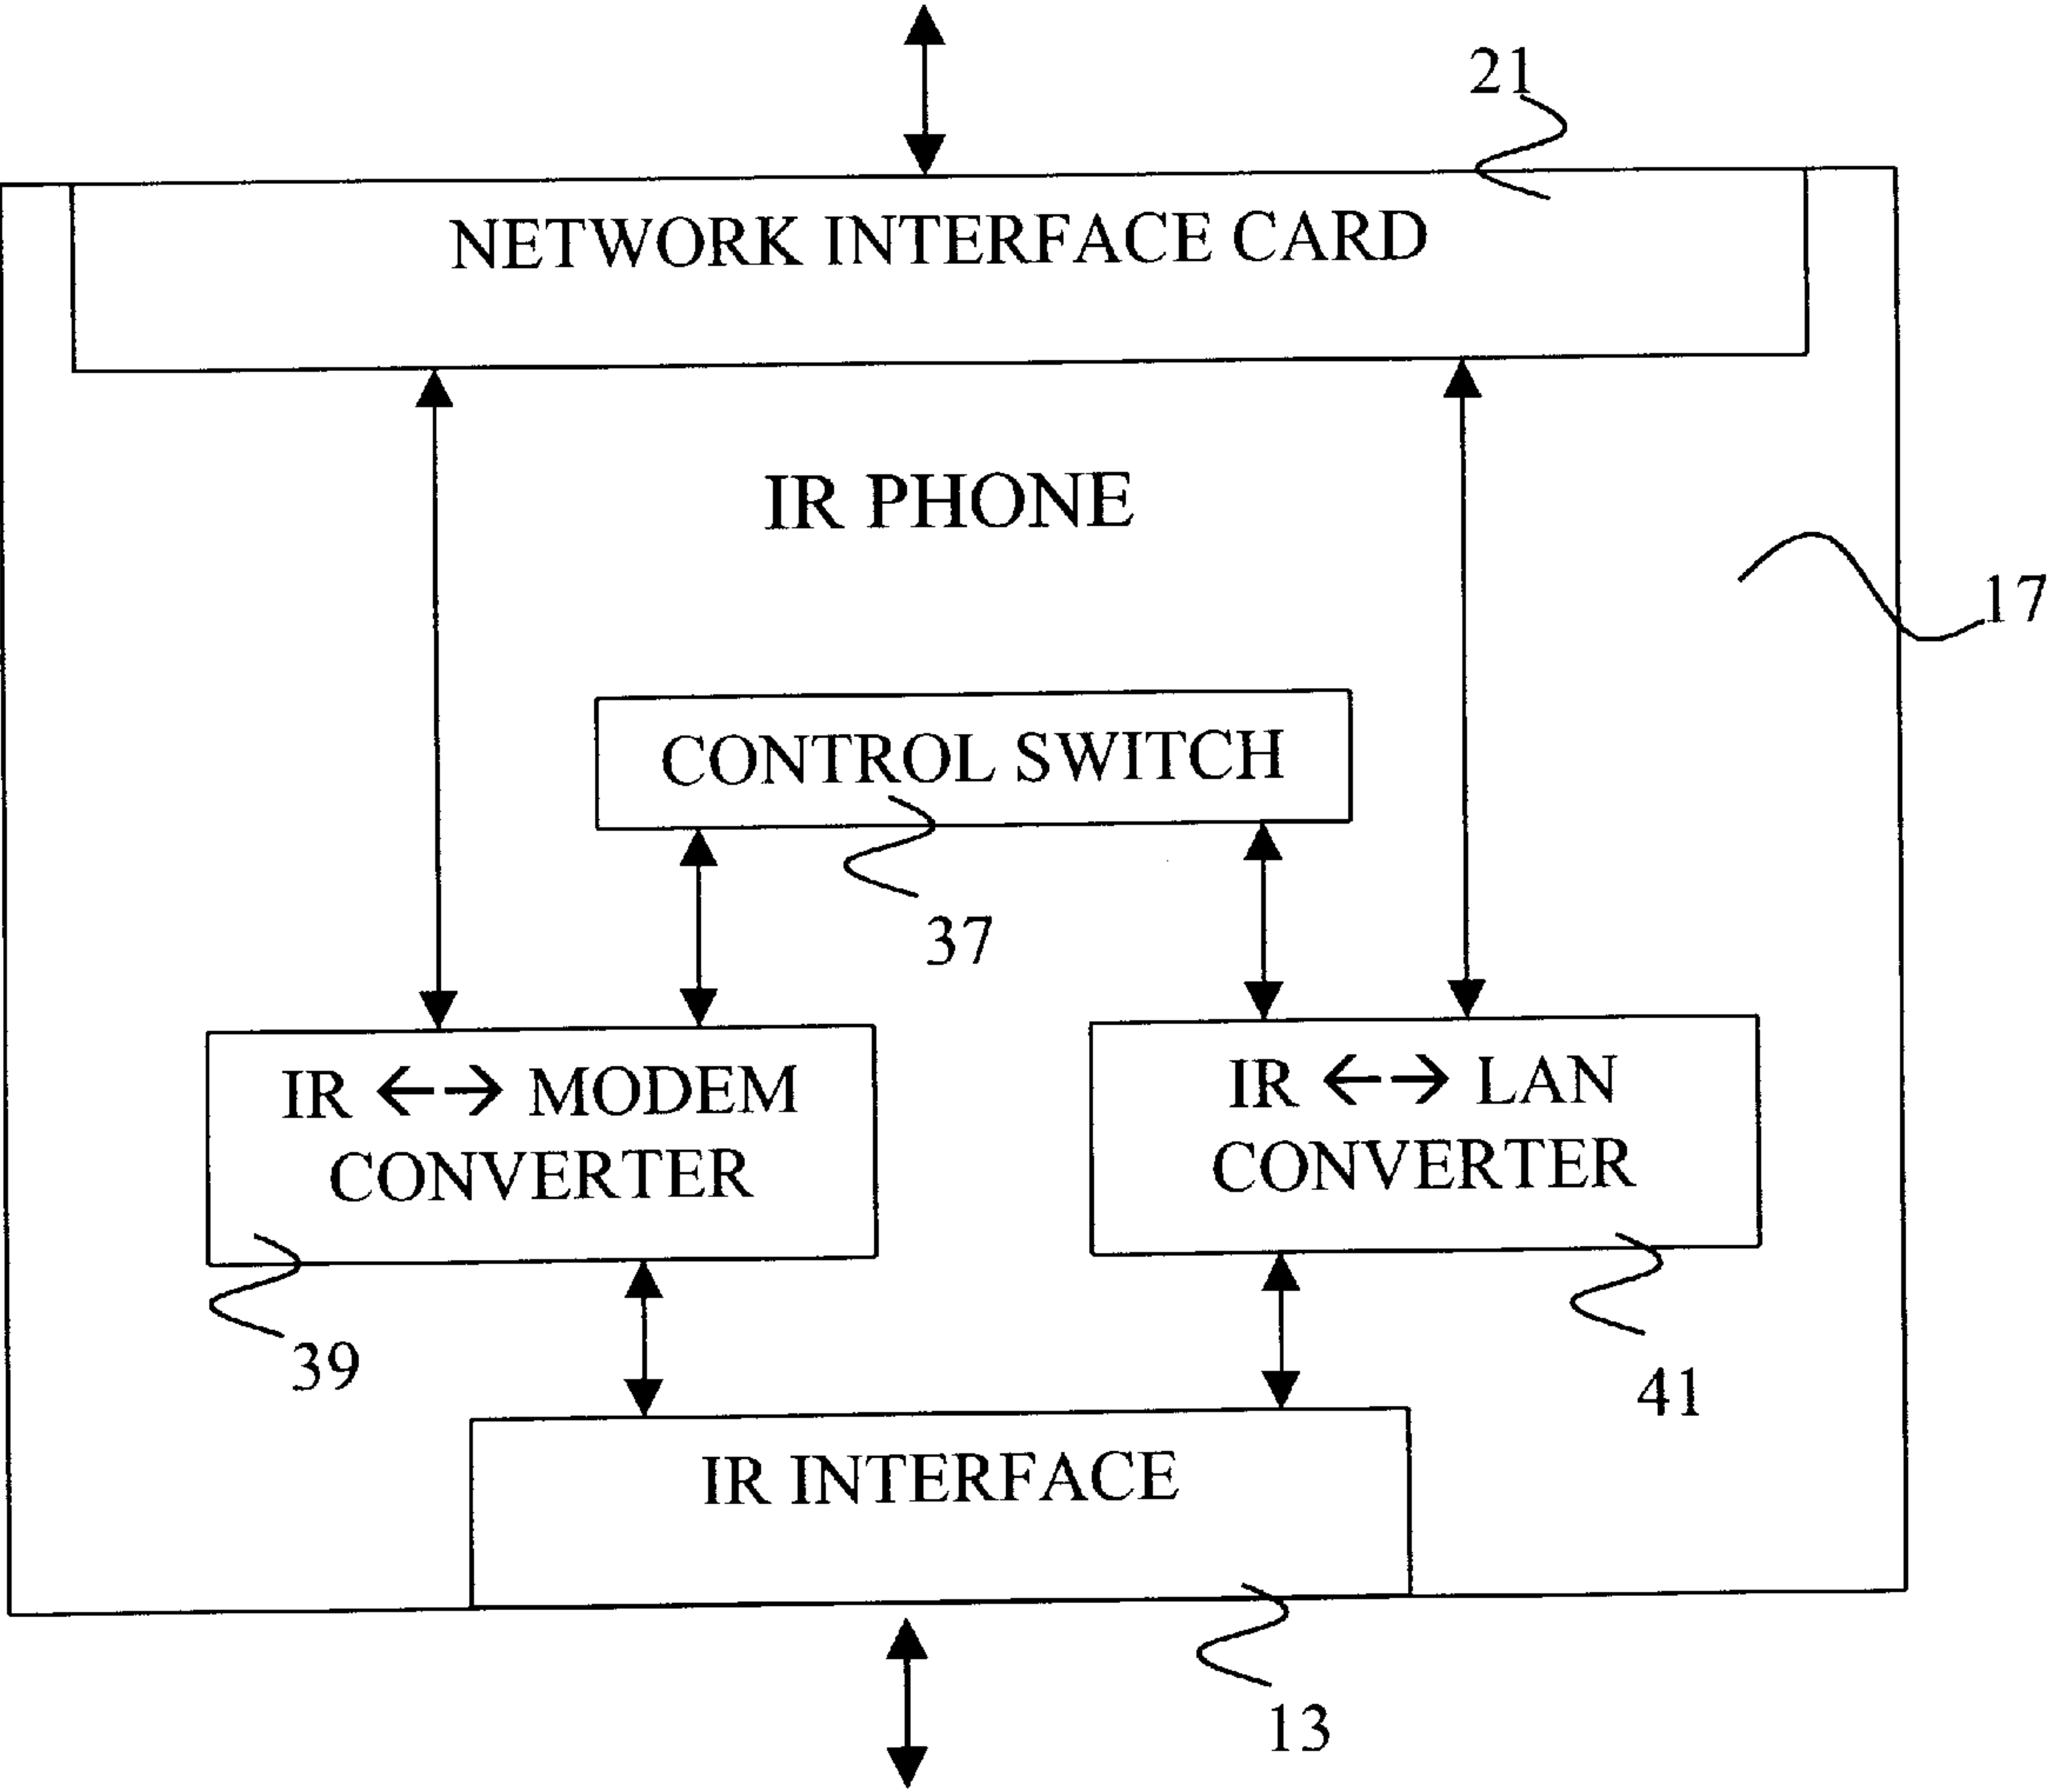 21
NETWORK INTERFACE CARD
IR PHONE
17
CONTROL SWITCH
37
IR ←→ MODEM
CONVERTER
IR ←→ LAN
CONVERTER
39
41
IR INTERFACE
13